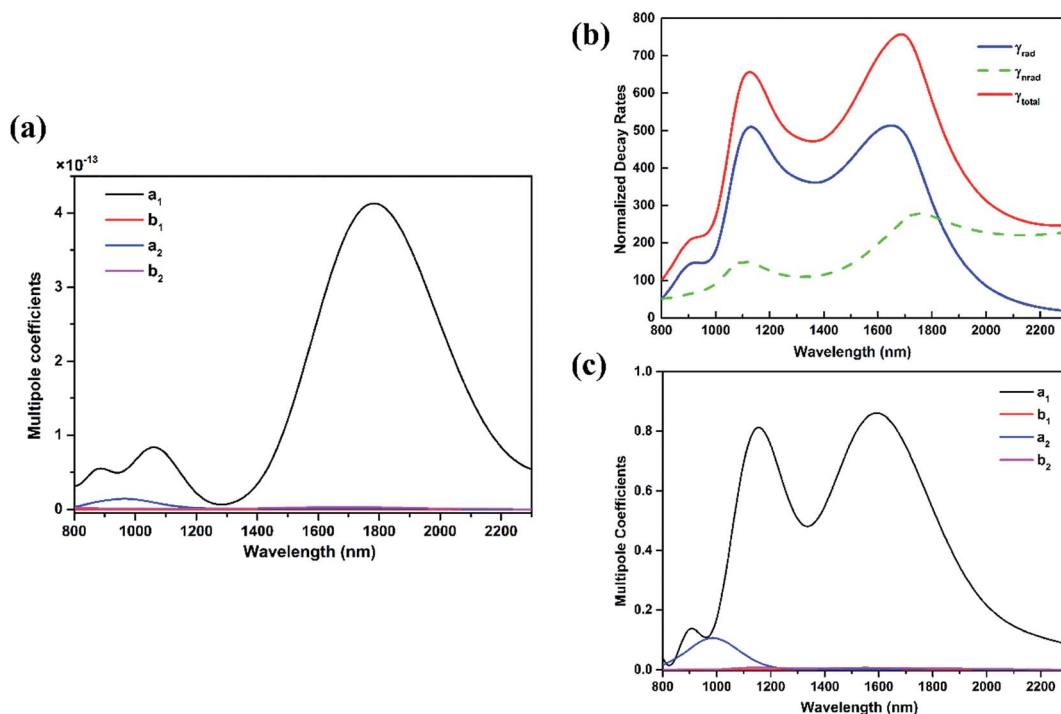 (a)
×10⁻¹³
4
3
2
1
0
Multipole coefficients
a₁
b₁
a₂
b₂
800 1000 1200 1400 1600 1800 2000 2200
Wavelength (nm)
(b)
800
700
600
500
400
300
200
100
0
Normalized Decay Rates
γrad
γnrad
γtotal
800 1000 1200 1400 1600 1800 2000 2200
Wavelength (nm)
(c)
1.0
0.8
0.6
0.4
0.2
0.0
Multipole Coefficients
a₁
b₁
a₂
b₂
800 1000 1200 1400 1600 1800 2000 2200
Wavelength (nm)